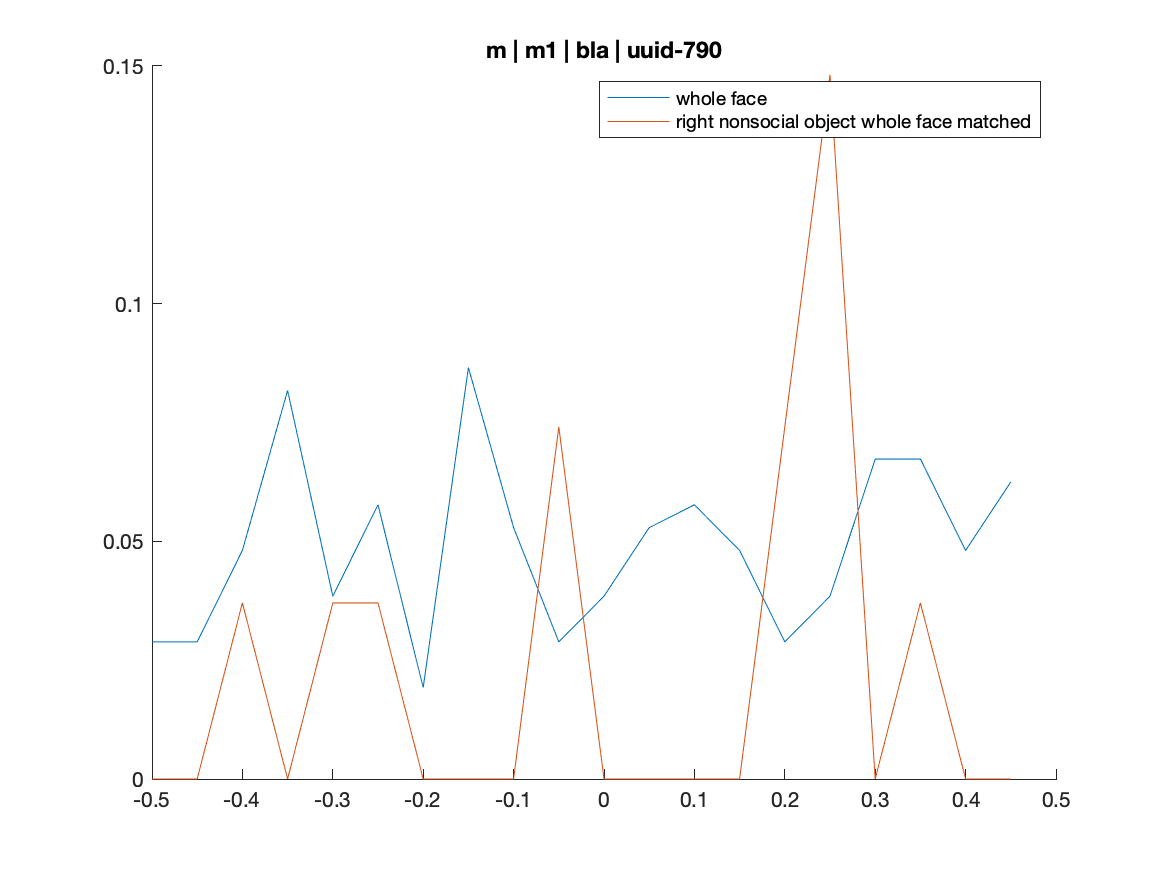 m | m1 | bla | uuid-790
whole face
right nonsocial object whole face matched
0.15
0.1
0.05
0
-0.5 -0.4 -0.3 -0.2 -0.1 0 0.1 0.2 0.3 0.4 0.5